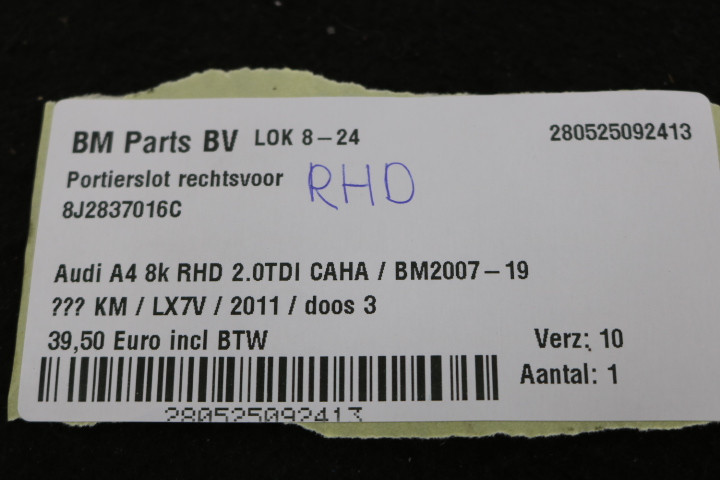 BM Parts BV LOK 8-24 280525092413
Portierslot rechtsvoor RHD
8J2837016C
Audi A4 8k RHD 2.0TDI CAHA / BM2007-19
??? KM / LX7V / 2011 / doos 3
39,50 Euro incl BTW Verz: 10
Aantal: 1
280525092413